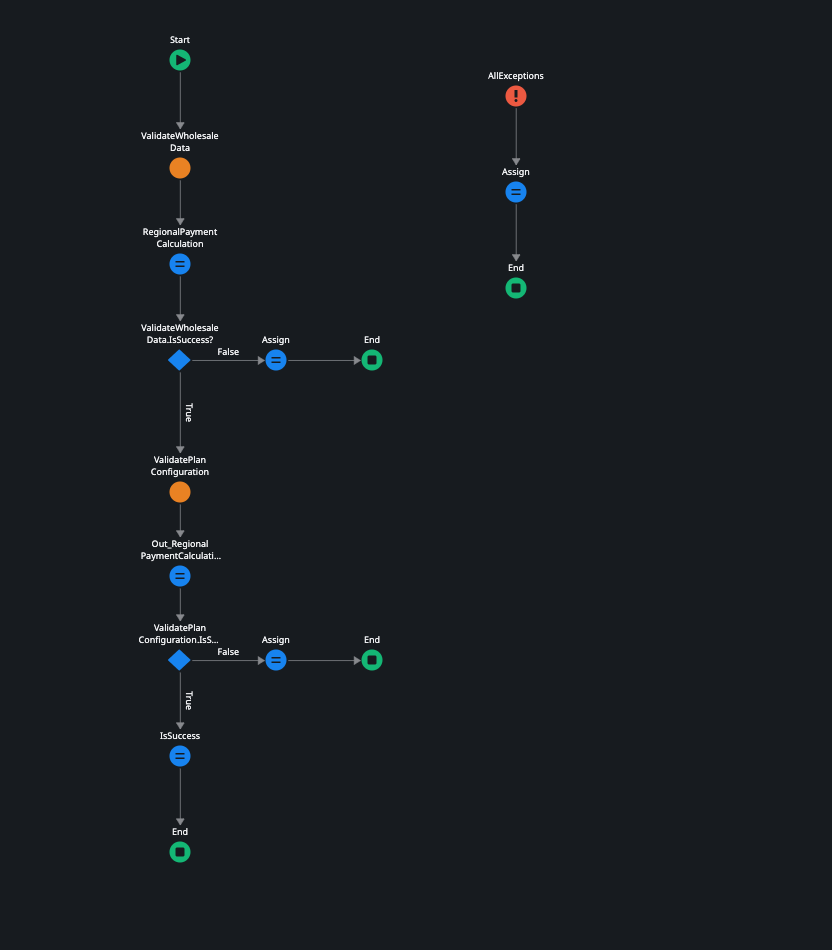 Start
AllExceptions
ValidateWholesale
Data
Assign
RegionalPayment
Calculation
End
ValidateWholesale
Data.IsSuccess?
False
Assign
End
True
ValidatePlan
Configuration
Out_Regional
PaymentCalculati...
ValidatePlan
Configuration.IsS...
False
Assign
End
True
IsSuccess
End